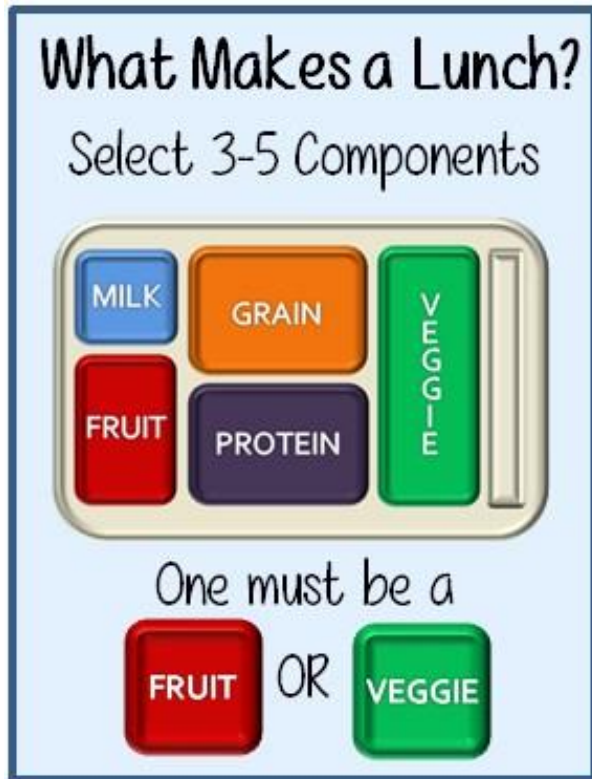 What Makes a Lunch?
Select 3-5 Components
MILK
GRAIN
VEGGIE
FRUIT
PROTEIN
One must be a
FRUIT OR VEGGIE